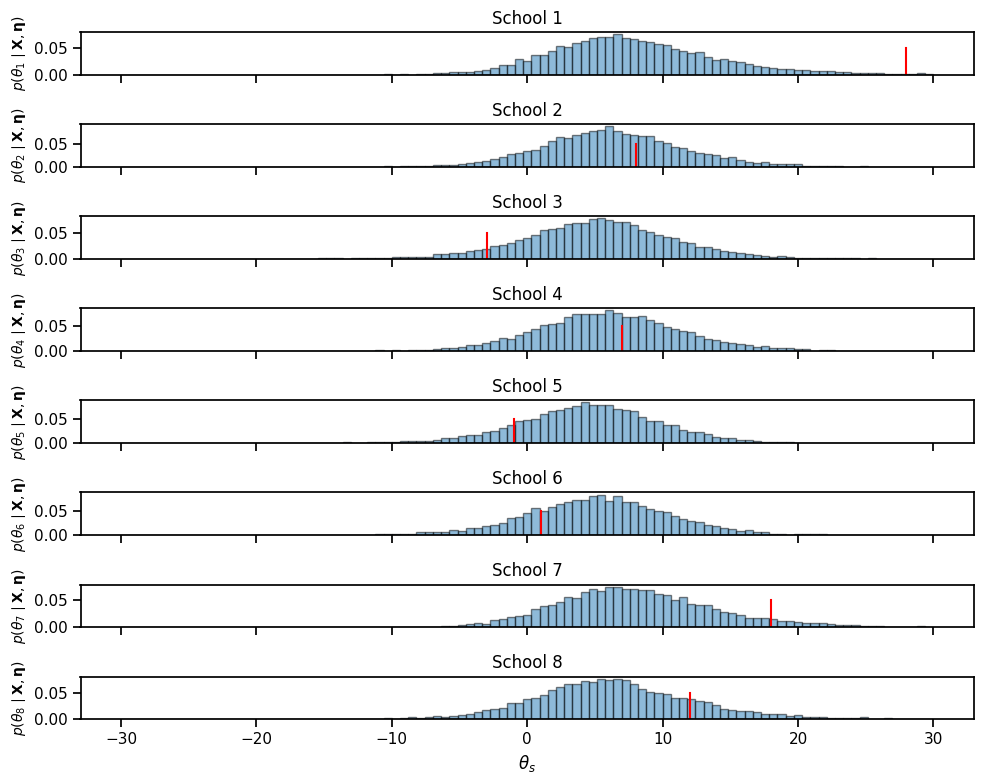 School 1
p(θ₁ | X, η)
0.05
0.00
School 2
p(θ₂ | X, η)
0.05
0.00
School 3
p(θ₃ | X, η)
0.05
0.00
School 4
p(θ₄ | X, η)
0.05
0.00
School 5
p(θ₅ | X, η)
0.05
0.00
School 6
p(θ₆ | X, η)
0.05
0.00
School 7
p(θ₇ | X, η)
0.05
0.00
School 8
p(θ₈ | X, η)
0.05
0.00
−30 −20 −10 0 10 20 30
θₛ